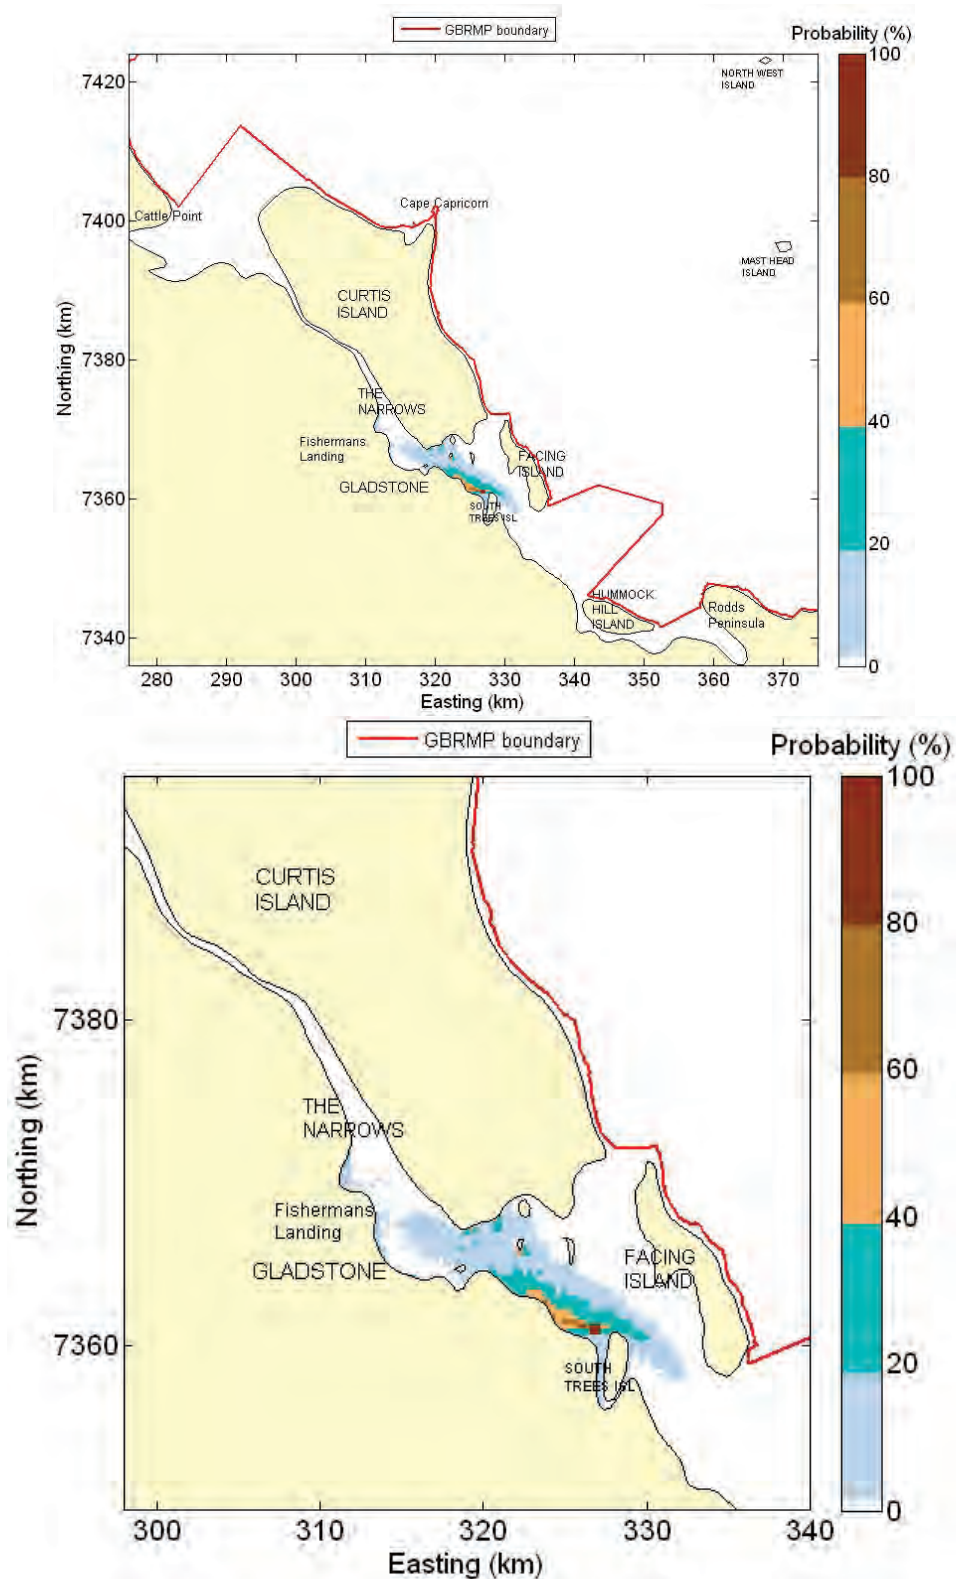 GBRMP boundary
Probability (%)
100
7420
NORTH WEST
ISLAND
80
Cape Capricorn
Cattle Point
7400
MAST HEAD
ISLAND
60
CURTIS
ISLAND
Northing (km)
7380
THE
NARROWS
40
Fishermans
Landing
FACING
ISLAND
GLADSTONE
7360
SOUTH
TREES ISL
20
HUMMOCK
HILL
ISLAND
Rodds
Peninsula
7340
0
280
290
300
310
320
330
340
350
360
370
Easting (km)
GBRMP boundary
Probability (%)
100
CURTIS
ISLAND
80
7380
60
Northing (km)
THE
NARROWS
Fishermans
Landing
40
GLADSTONE
FACING
ISLAND
7360
SOUTH
TREES ISL
20
0
300
310
320
330
340
Easting (km)